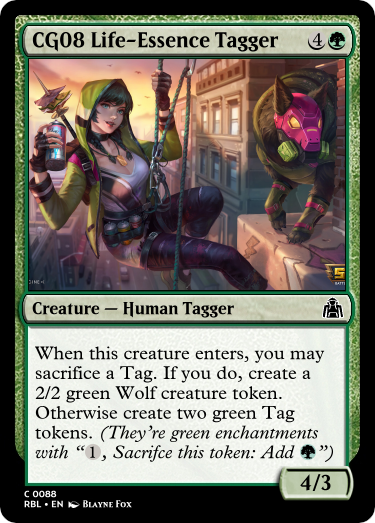 CG08 Life-Essence Tagger 4
Creature — Human Tagger
When this creature enters, you may
sacrifice a Tag. If you do, create a
2/2 green Wolf creature token.
Otherwise create two green Tag
tokens. (They're green enchantments
with “1, Sacrifce this token: Add ”)
4/3
C 0088
RBL • EN Blayne Fox